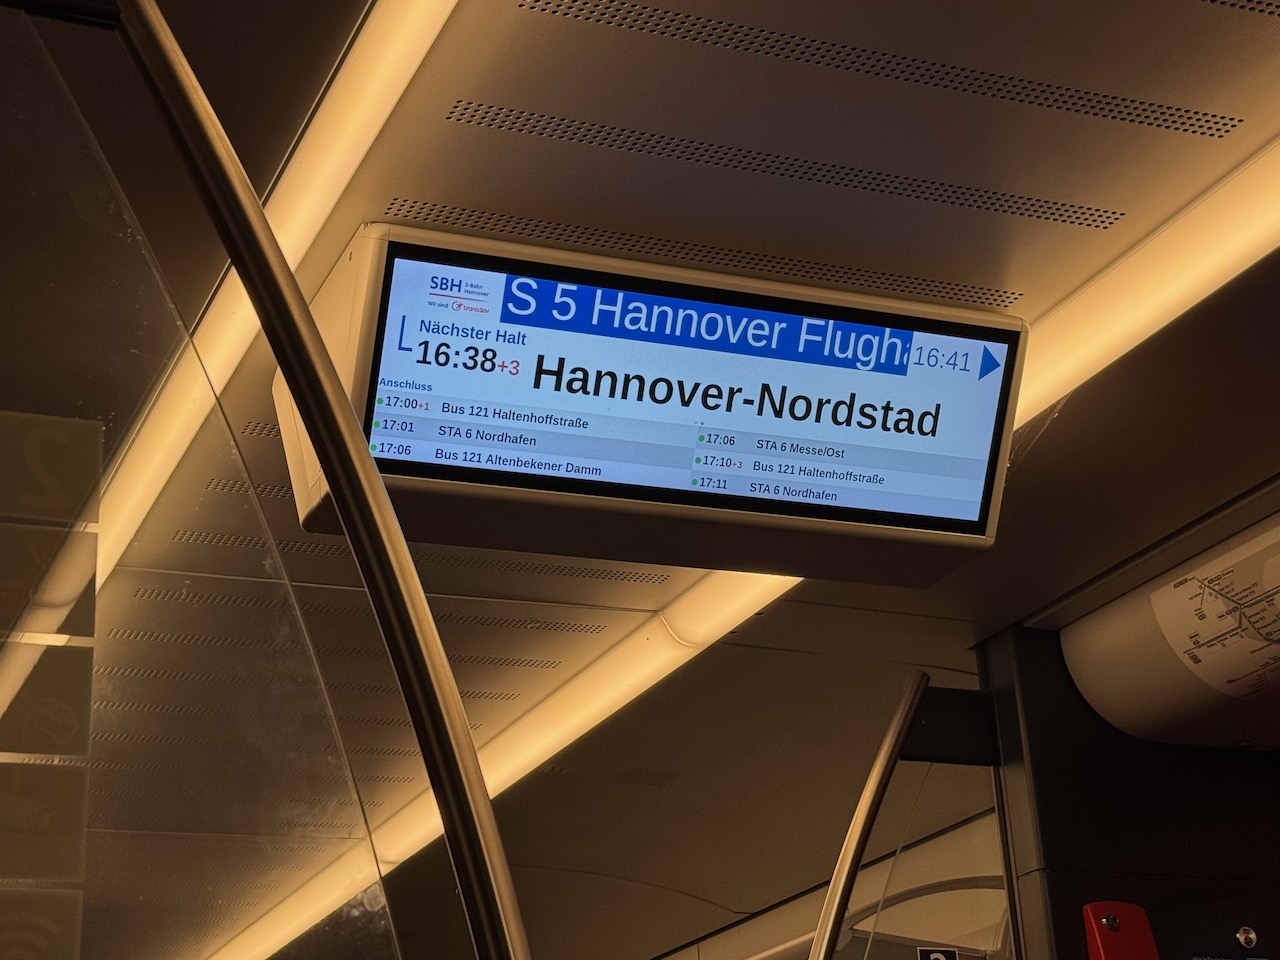 SBH S-Bahn Hannover
Wir sind transdev
S 5 Hannover Flugh
16:41
Nächster Halt
16:38+3 Hannover-Nordstad
Anschluss
17:00+1 Bus 121 Haltenhoffstraße
17:01 STA 6 Nordhafen
17:06 Bus 121 Altenbekener Damm
17:06 STA 6 Messe/Ost
17:10+3 Bus 121 Haltenhoffstraße
17:11 STA 6 Nordhafen